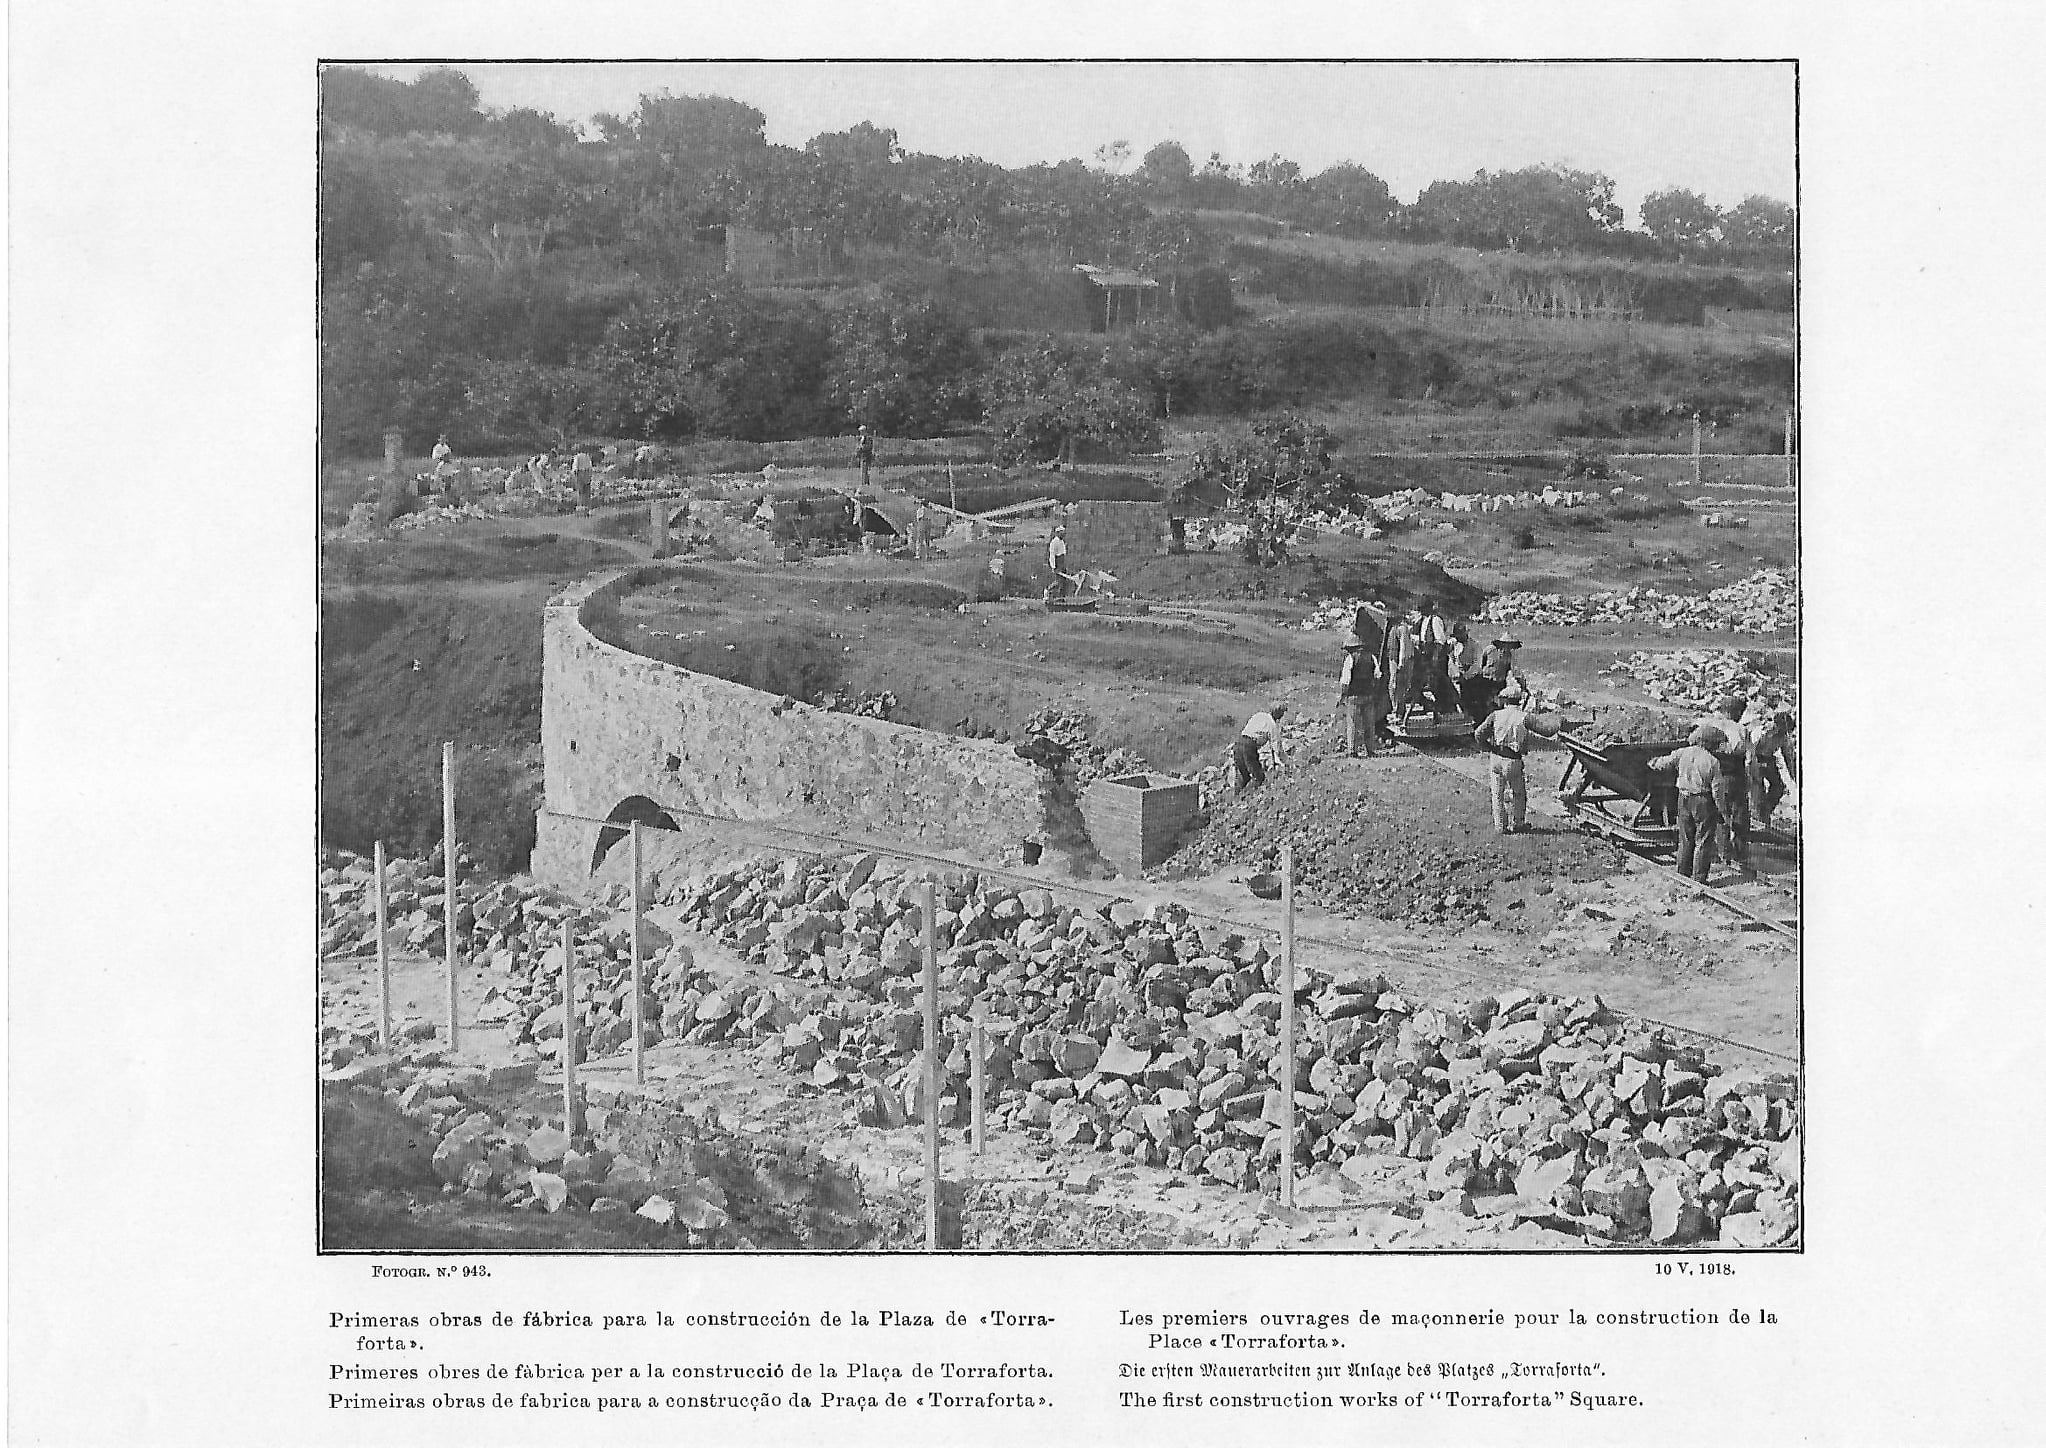 FOTOGR. N.º 943.
10 V, 1918.
Primeras obras de fábrica para la construcción de la Plaza de «Torra-
forta».
Primeres obres de fàbrica per a la construcció de la Plaça de Torraforta.
Primeiras obras de fabrica para a construcção da Praça de «Torraforta».
Les premiers ouvrages de maçonnerie pour la construction de la
Place «Torraforta».
Die ersten Mauerarbeiten zur Anlage des Platzes „Torraforta“.
The first construction works of “Torraforta” Square.